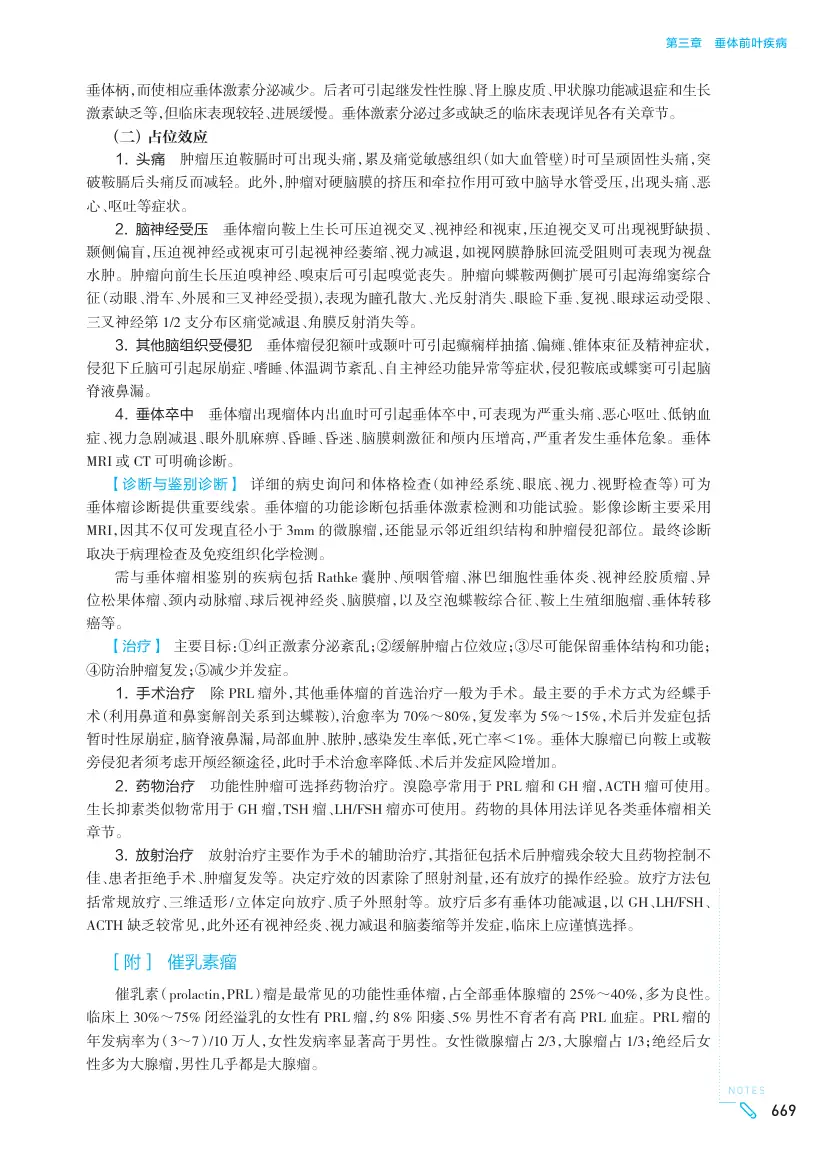 第三章　垂体前叶疾病
垂体柄,而使相应垂体激素分泌减少。后者可引起继发性性腺、肾上腺皮质、甲状腺功能减退症和生长
激素缺乏等,但临床表现较轻、进展缓慢。垂体激素分泌过多或缺乏的临床表现详见各有关章节。
（二）占位效应
1. 头痛　肿瘤压迫鞍膈时可出现头痛,累及痛觉敏感组织（如大血管壁）时可呈顽固性头痛,突
破鞍膈后头痛反而减轻。此外,肿瘤对硬脑膜的挤压和牵拉作用可致中脑导水管受压,出现头痛、恶
心、呕吐等症状。
2. 脑神经受压　垂体瘤向鞍上生长可压迫视交叉、视神经和视束,压迫视交叉可出现视野缺损、
颞侧偏盲,压迫视神经或视束可引起视神经萎缩、视力减退,如视网膜静脉回流受阻则可表现为视盘
水肿。肿瘤向前生长压迫嗅神经、嗅束后可引起嗅觉丧失。肿瘤向蝶鞍两侧扩展可引起海绵窦综合
征（动眼、滑车、外展和三叉神经受损）,表现为瞳孔散大、光反射消失、眼睑下垂、复视、眼球运动受限、
三叉神经第 1/2 支分布区痛觉减退、角膜反射消失等。
3. 其他脑组织受侵犯　垂体瘤侵犯额叶或颞叶可引起癫痫样抽搐、偏瘫、锥体束征及精神症状,
侵犯下丘脑可引起尿崩症、嗜睡、体温调节紊乱、自主神经功能异常等症状,侵犯鞍底或蝶窦可引起脑
脊液鼻漏。
4. 垂体卒中　垂体瘤出现瘤体内出血时可引起垂体卒中,可表现为严重头痛、恶心呕吐、低钠血
症、视力急剧减退、眼外肌麻痹、昏睡、昏迷、脑膜刺激征和颅内压增高,严重者发生垂体危象。垂体
MRI 或 CT 可明确诊断。
【诊断与鉴别诊断】　详细的病史询问和体格检查（如神经系统、眼底、视力、视野检查等）可为
垂体瘤诊断提供重要线索。垂体瘤的功能诊断包括垂体激素检测和功能试验。影像诊断主要采用
MRI,因其不仅可发现直径小于 3mm 的微腺瘤,还能显示邻近组织结构和肿瘤侵犯部位。最终诊断
取决于病理检查及免疫组织化学检测。
需与垂体瘤相鉴别的疾病包括 Rathke 囊肿、颅咽管瘤、淋巴细胞性垂体炎、视神经胶质瘤、异
位松果体瘤、颈内动脉瘤、球后视神经炎、脑膜瘤,以及空泡蝶鞍综合征、鞍上生殖细胞瘤、垂体转移
癌等。
【治疗】　主要目标:①纠正激素分泌紊乱;②缓解肿瘤占位效应;③尽可能保留垂体结构和功能;
④防治肿瘤复发;⑤减少并发症。
1. 手术治疗　除 PRL 瘤外,其他垂体瘤的首选治疗一般为手术。最主要的手术方式为经蝶手
术（利用鼻道和鼻窦解剖关系到达蝶鞍）,治愈率为 70%～80%,复发率为 5%～15%,术后并发症包括
暂时性尿崩症,脑脊液鼻漏,局部血肿、脓肿,感染发生率低,死亡率＜1%。垂体大腺瘤已向鞍上或鞍
旁侵犯者须考虑开颅经额途径,此时手术治愈率降低、术后并发症风险增加。
2. 药物治疗　功能性肿瘤可选择药物治疗。溴隐亭常用于 PRL 瘤和 GH 瘤,ACTH 瘤可使用。
生长抑素类似物常用于 GH 瘤,TSH 瘤、LH/FSH 瘤亦可使用。药物的具体用法详见各类垂体瘤相关
章节。
3. 放射治疗　放射治疗主要作为手术的辅助治疗,其指征包括术后肿瘤残余较大且药物控制不
佳、患者拒绝手术、肿瘤复发等。决定疗效的因素除了照射剂量,还有放疗的操作经验。放疗方法包
括常规放疗、三维适形/立体定向放疗、质子外照射等。放疗后多有垂体功能减退,以 GH、LH/FSH、
ACTH 缺乏较常见,此外还有视神经炎、视力减退和脑萎缩等并发症,临床上应谨慎选择。
［附］　催乳素瘤
催乳素（prolactin,PRL）瘤是最常见的功能性垂体瘤,占全部垂体腺瘤的 25%～40%,多为良性。
临床上 30%～75% 闭经溢乳的女性有 PRL 瘤,约 8% 阳痿、5% 男性不育者有高 PRL 血症。PRL 瘤的
年发病率为（3～7）/10 万人,女性发病率显著高于男性。女性微腺瘤占 2/3,大腺瘤占 1/3;绝经后女
性多为大腺瘤,男性几乎都是大腺瘤。
NOTES
669